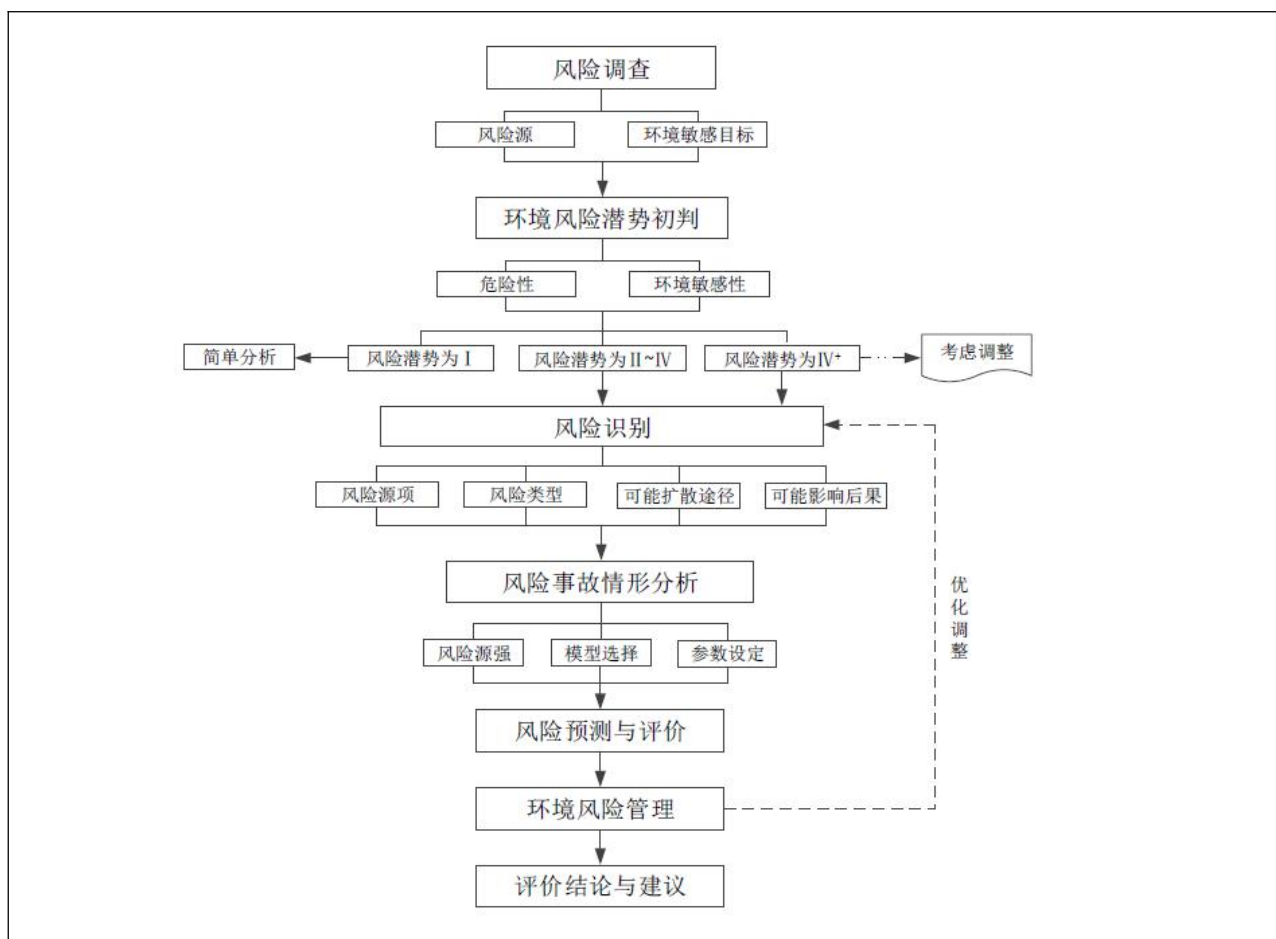 风险调查
风险源
环境敏感目标
环境风险潜势初判
危险性
环境敏感性
简单分析
风险潜势为Ⅰ
风险潜势为Ⅱ~Ⅳ
风险潜势为Ⅳ+
考虑调整
风险识别
风险源项
风险类型
可能扩散途径
可能影响后果
风险事故情形分析
优化调整
风险源强
模型选择
参数设定
风险预测与评价
环境风险管理
评价结论与建议